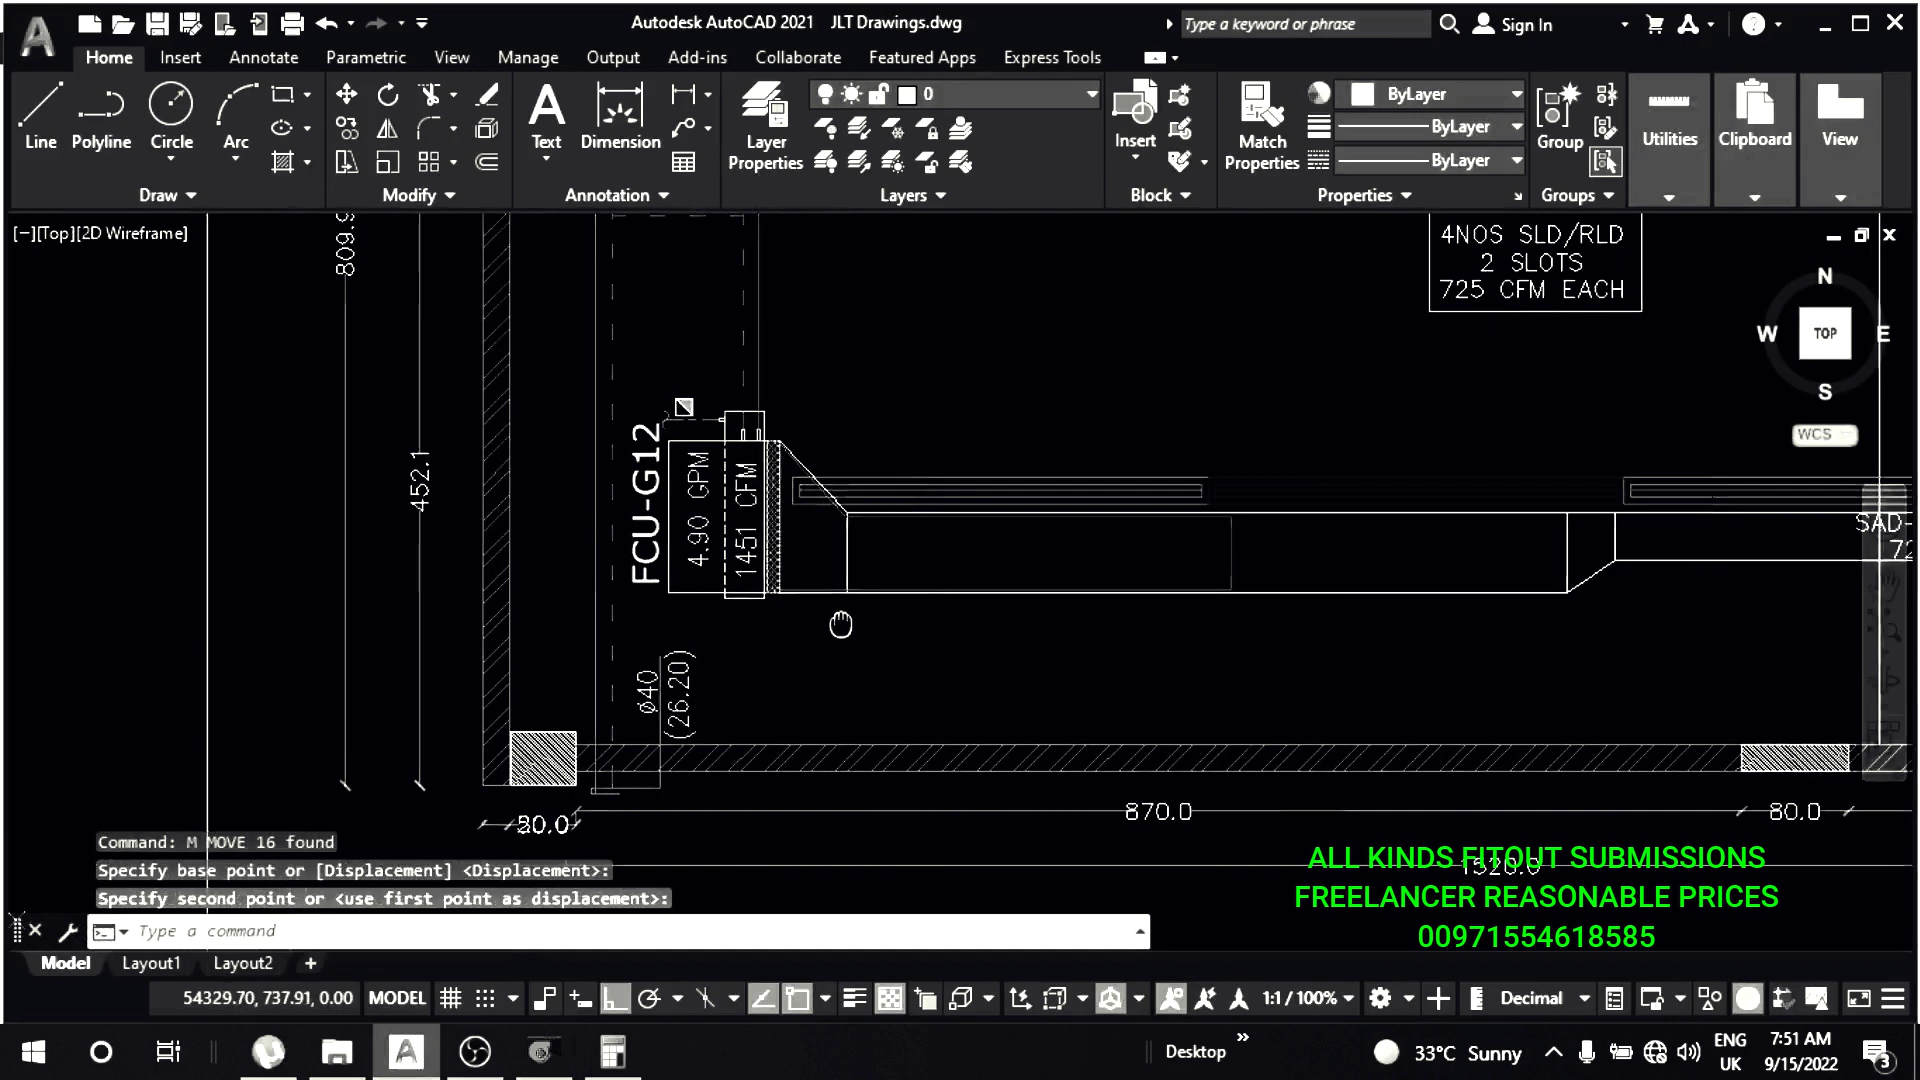 Autodesk AutoCAD 2021 JLT Drawings.dwg
Type a keyword or phrase
Sign In
Home Insert Annotate Parametric View Manage Output Add-ins Collaborate Featured Apps Express Tools
Line Polyline Circle Arc
Text Dimension
Layer Properties
0
Insert
Match Properties
ByLayer
ByLayer
ByLayer
Group
Utilities Clipboard View
Draw Modify Annotation Layers Block Properties Groups
[−][Top][2D Wireframe]
4NOS SLD/RLD
2 SLOTS
725 CFM EACH
N
W TOP E
S
WCS
809.9
452.1
FCU-G12
4.90 GPM
1451 CFM
SAD-
72
ø40
(26.20)
870.0
80.0
1520.0
Command: M MOVE 16 found
Specify base point or [Displacement] <Displacement>:
Specify second point or <use first point as displacement>:
Type a command
ALL KINDS FITOUT SUBMISSIONS
FREELANCER REASONABLE PRICES
00971554618585
Model Layout1 Layout2 +
54329.70, 737.91, 0.00 MODEL 1:1 / 100% Decimal
Desktop
33°C Sunny
ENG
UK
7:51 AM
9/15/2022
3